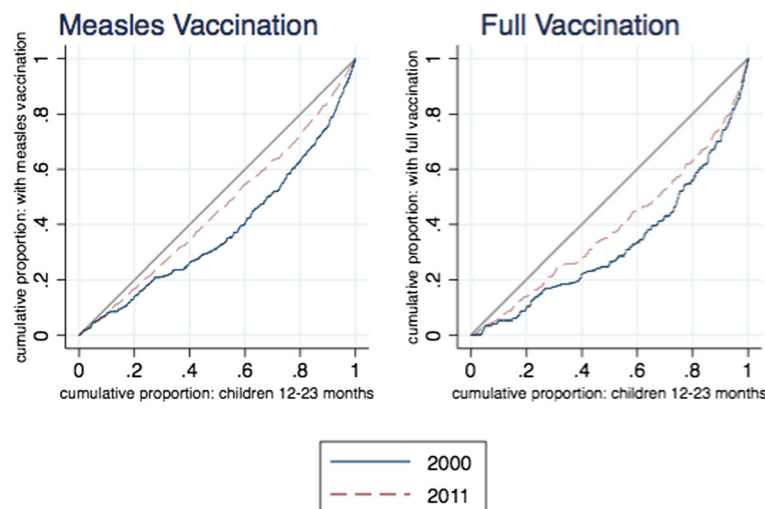 Measles Vaccination
cumulative proportion: with measles vaccination
1
.8
.6
.4
.2
0
0 .2 .4 .6 .8 1
cumulative proportion: children 12-23 months
Full Vaccination
cumulative proportion: with full vaccination
1
.8
.6
.4
.2
0
0 .2 .4 .6 .8 1
cumulative proportion: children 12-23 months
2000
2011